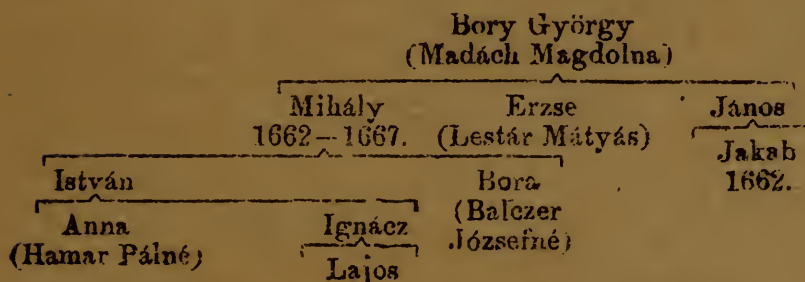 Bory György
(Madách Magdolna)
Mihály Erzse János
1662–1667. (Lestár Mátyás)
Jakab
1662.
István Bora
(Balczer
Józsefné)
Anna Ignácz
(Hamar Pálné)
Lajos